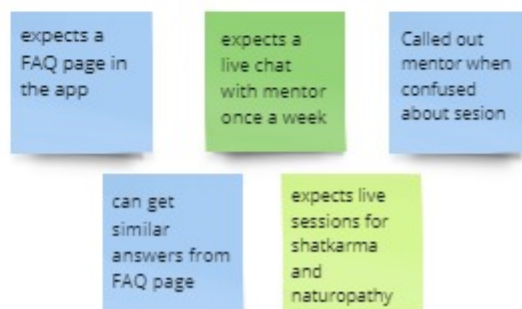 expects a
FAQ page in
the app
expects a
live chat
with mentor
once a week
Called out
mentor when
confused
about sesion
can get
similar
answers from
FAQ page
expects live
sessions for
shatkarma
and
naturopathy